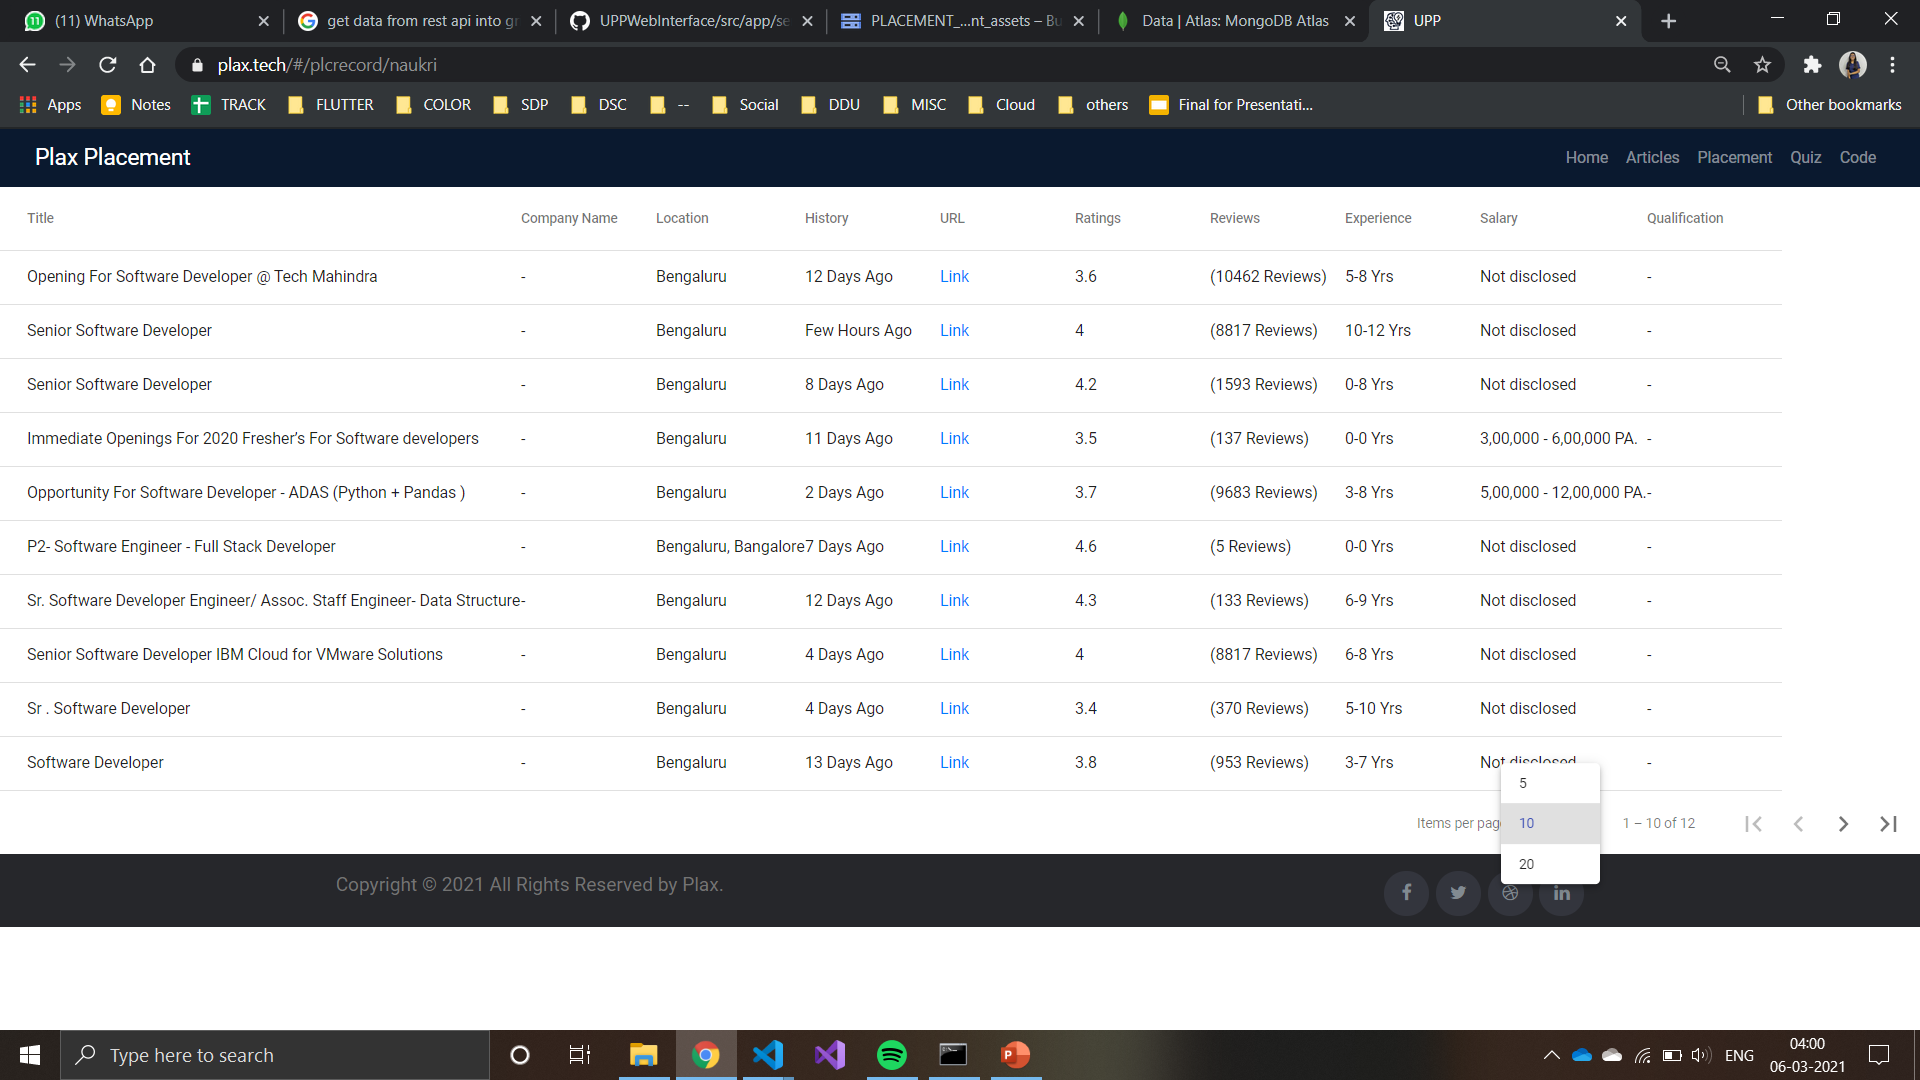 (11) WhatsApp get data from rest api into gr UPPWebInterface/src/app/se PLACEMENT_...nt_assets – Bu Data | Atlas: MongoDB Atlas UPP
plax.tech/#/plcrecord/naukri
Apps Notes TRACK FLUTTER COLOR SDP DSC -- Social DDU MISC Cloud others Final for Presentati... Other bookmarks
Plax Placement Home Articles Placement Quiz Code
Title Company Name Location History URL Ratings Reviews Experience Salary Qualification
Opening For Software Developer @ Tech Mahindra - Bengaluru 12 Days Ago Link 3.6 (10462 Reviews) 5-8 Yrs Not disclosed -
Senior Software Developer - Bengaluru Few Hours Ago Link 4 (8817 Reviews) 10-12 Yrs Not disclosed -
Senior Software Developer - Bengaluru 8 Days Ago Link 4.2 (1593 Reviews) 0-8 Yrs Not disclosed -
Immediate Openings For 2020 Fresher’s For Software developers - Bengaluru 11 Days Ago Link 3.5 (137 Reviews) 0-0 Yrs 3,00,000 - 6,00,000 PA. -
Opportunity For Software Developer - ADAS (Python + Pandas ) - Bengaluru 2 Days Ago Link 3.7 (9683 Reviews) 3-8 Yrs 5,00,000 - 12,00,000 PA. -
P2- Software Engineer - Full Stack Developer - Bengaluru, Bangalore 7 Days Ago Link 4.6 (5 Reviews) 0-0 Yrs Not disclosed -
Sr. Software Developer Engineer/ Assoc. Staff Engineer- Data Structure - Bengaluru 12 Days Ago Link 4.3 (133 Reviews) 6-9 Yrs Not disclosed -
Senior Software Developer IBM Cloud for VMware Solutions - Bengaluru 4 Days Ago Link 4 (8817 Reviews) 6-8 Yrs Not disclosed -
Sr . Software Developer - Bengaluru 4 Days Ago Link 3.4 (370 Reviews) 5-10 Yrs Not disclosed -
Software Developer - Bengaluru 13 Days Ago Link 3.8 (953 Reviews) 3-7 Yrs Not disclosed -
5
Items per pag 10 1 – 10 of 12
20
Copyright © 2021 All Rights Reserved by Plax.
Type here to search ENG 04:00
06-03-2021